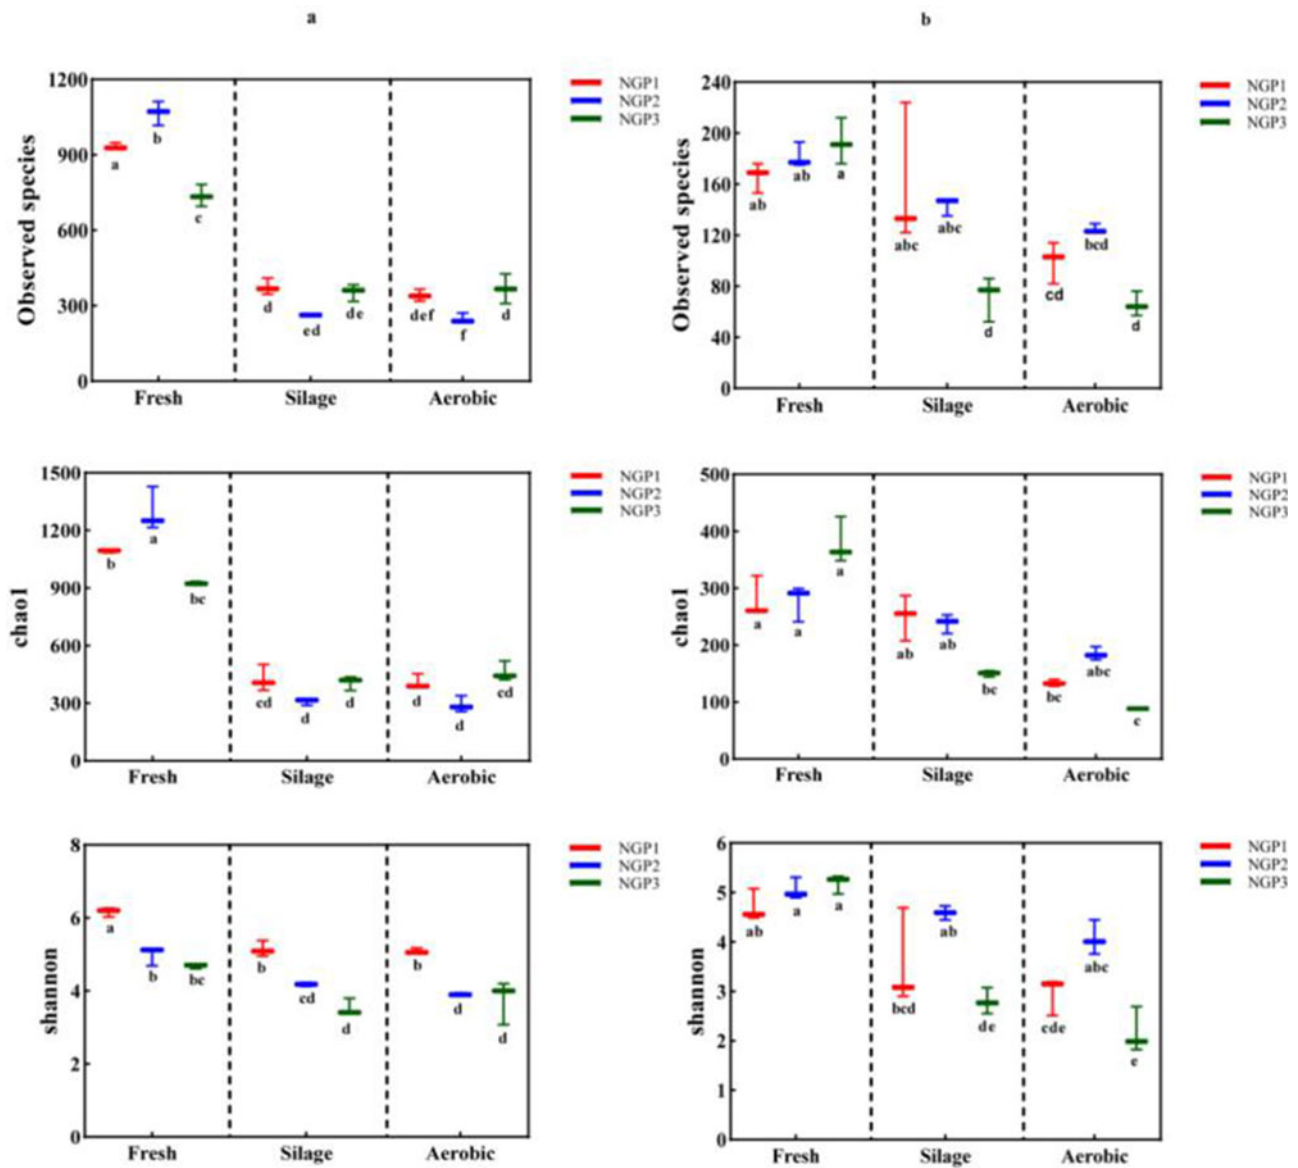 a
b
Observed species
1200
900
600
300
0
a
b
c
d
ed
de
def
f
d
Fresh
Silage
Aerobic
NGP1
NGP2
NGP3
Observed species
240
200
160
120
80
40
0
ab
ab
a
abc
abc
d
cd
bcd
d
Fresh
Silage
Aerobic
NGP1
NGP2
NGP3
chao1
1500
1200
900
600
300
0
b
a
bc
cd
d
d
d
d
cd
Fresh
Silage
Aerobic
NGP1
NGP2
NGP3
chao1
500
400
300
200
100
0
a
a
a
ab
ab
bc
bc
abc
c
Fresh
Silage
Aerobic
NGP1
NGP2
NGP3
shannon
8
6
4
2
0
a
b
bc
b
cd
d
b
d
d
Fresh
Silage
Aerobic
NGP1
NGP2
NGP3
shannon
6
5
4
3
2
1
0
ab
a
a
bcd
ab
de
cde
abc
e
Fresh
Silage
Aerobic
NGP1
NGP2
NGP3